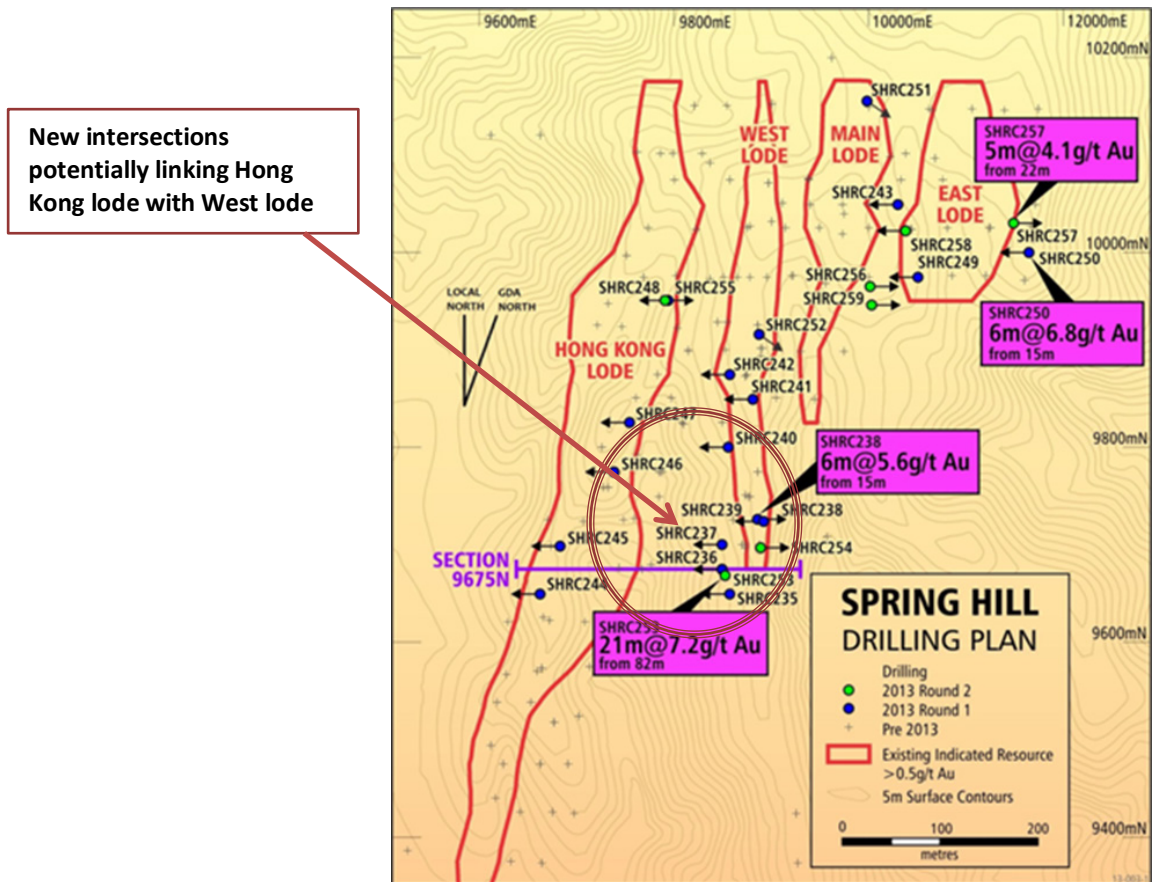 9600mE 9800mE 10000mE 12000mE
10200mN
New intersections
potentially linking Hong
Kong lode with West lode
SHRC251
WEST
LODE
MAIN
LODE
SHRC257
5m@4.1g/t Au
from 22m
SHRC243
EAST
LODE
SHRC257
SHRC258
10000mN
SHRC250
SHRC249
SHRC256
SHRC248
SHRC255
SHRC259
LOCAL
NORTH
GDA
NORTH
SHRC250
6m@6.8g/t Au
from 15m
SHRC252
HONG KONG
LODE
SHRC242
SHRC241
SHRC247
SHRC240
9800mN
SHRC238
6m@5.6g/t Au
from 15m
SHRC246
SHRC239
SHRC238
SHRC237
SHRC245
SHRC254
SECTION
9675N
SHRC236
SHRC253
SHRC244
SHRC235
SHRC253
21m@7.2g/t Au
from 82m
9600mN
SPRING HILL
DRILLING PLAN
Drilling
2013 Round 2
2013 Round 1
Pre 2013
Existing Indicated Resource
>0.5g/t Au
5m Surface Contours
0 100 200
metres
9400mN